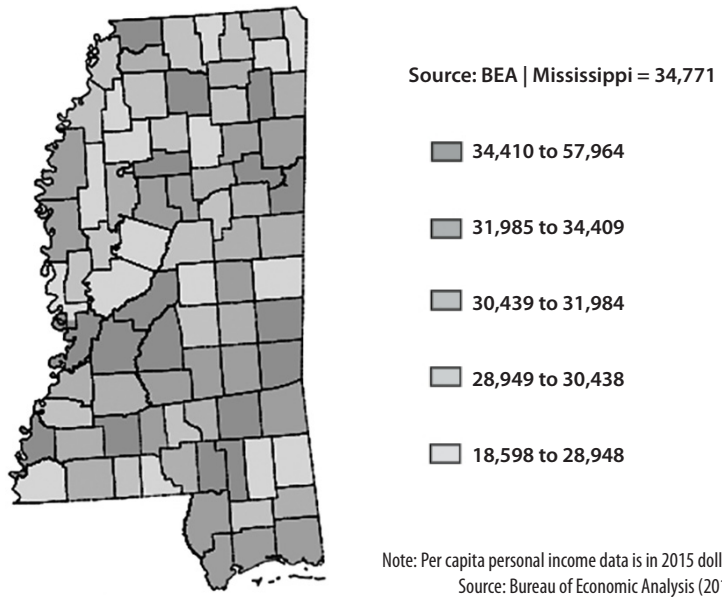 Source: BEA | Mississippi = 34,771
34,410 to 57,964
31,985 to 34,409
30,439 to 31,984
28,949 to 30,438
18,598 to 28,948
Note: Per capita personal income data is in 2015 doll
Source: Bureau of Economic Analysis (201